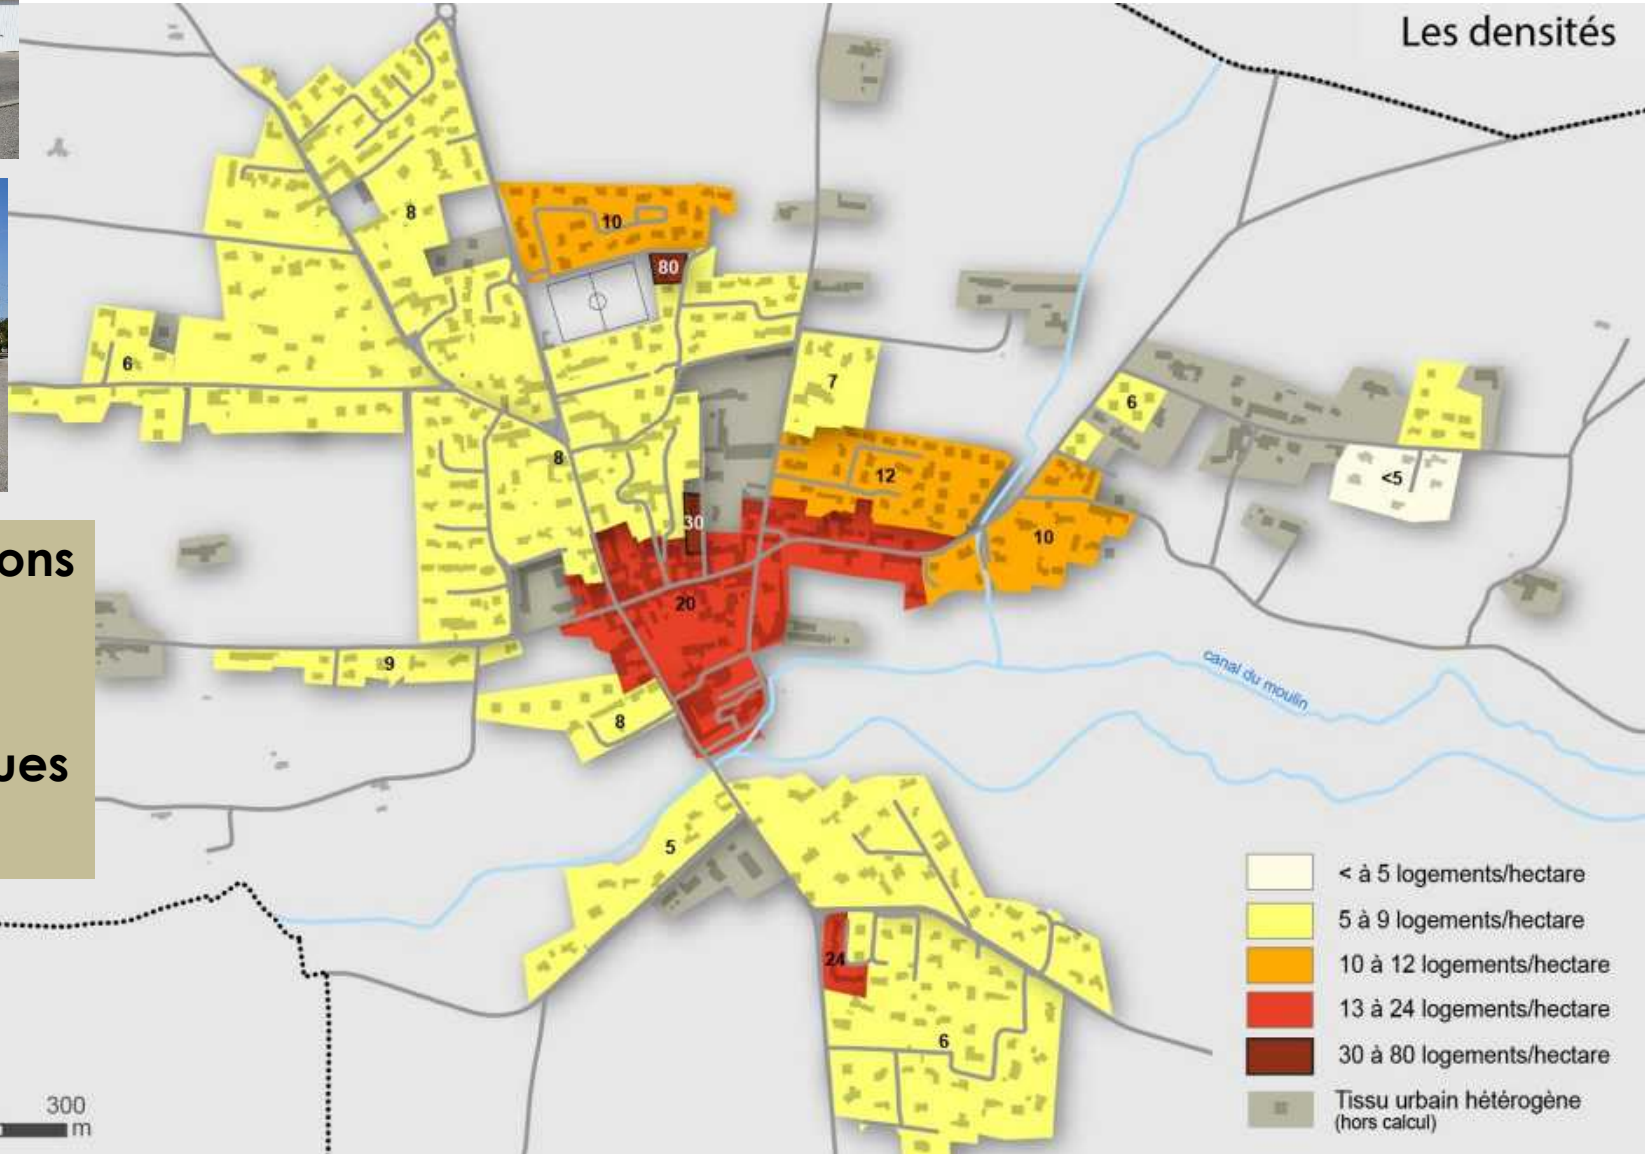 Les densités
8
10
80
6
7
6
8
12
<5
30
10
20
9
8
canal du moulin
5
24
6
ons
ues
< à 5 logements/hectare
5 à 9 logements/hectare
10 à 12 logements/hectare
13 à 24 logements/hectare
30 à 80 logements/hectare
Tissu urbain hétérogène
(hors calcul)
300
m